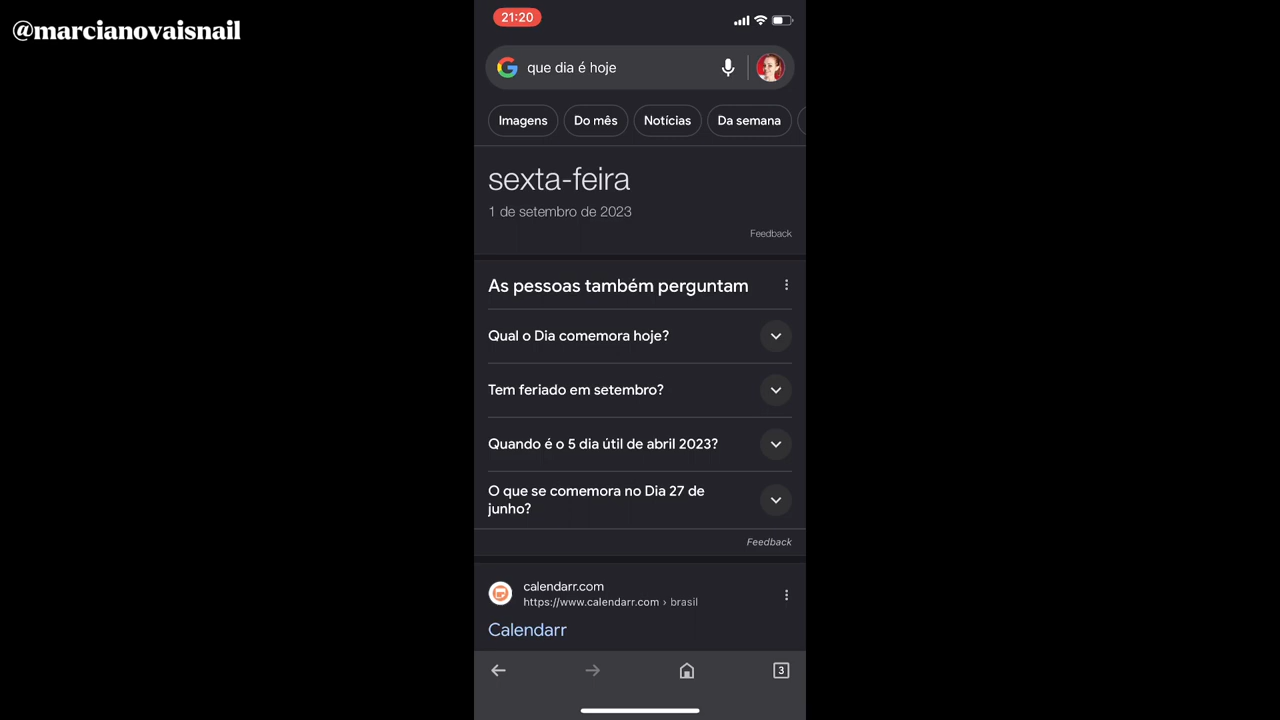 @marcianovaisnail
21:20
que dia é hoje
Imagens Do mês Notícias Da semana
sexta-feira
1 de setembro de 2023
Feedback
As pessoas também perguntam
Qual o Dia comemora hoje?
Tem feriado em setembro?
Quando é o 5 dia útil de abril 2023?
O que se comemora no Dia 27 de
junho?
Feedback
calendarr.com
https://www.calendarr.com › brasil
Calendarr
3